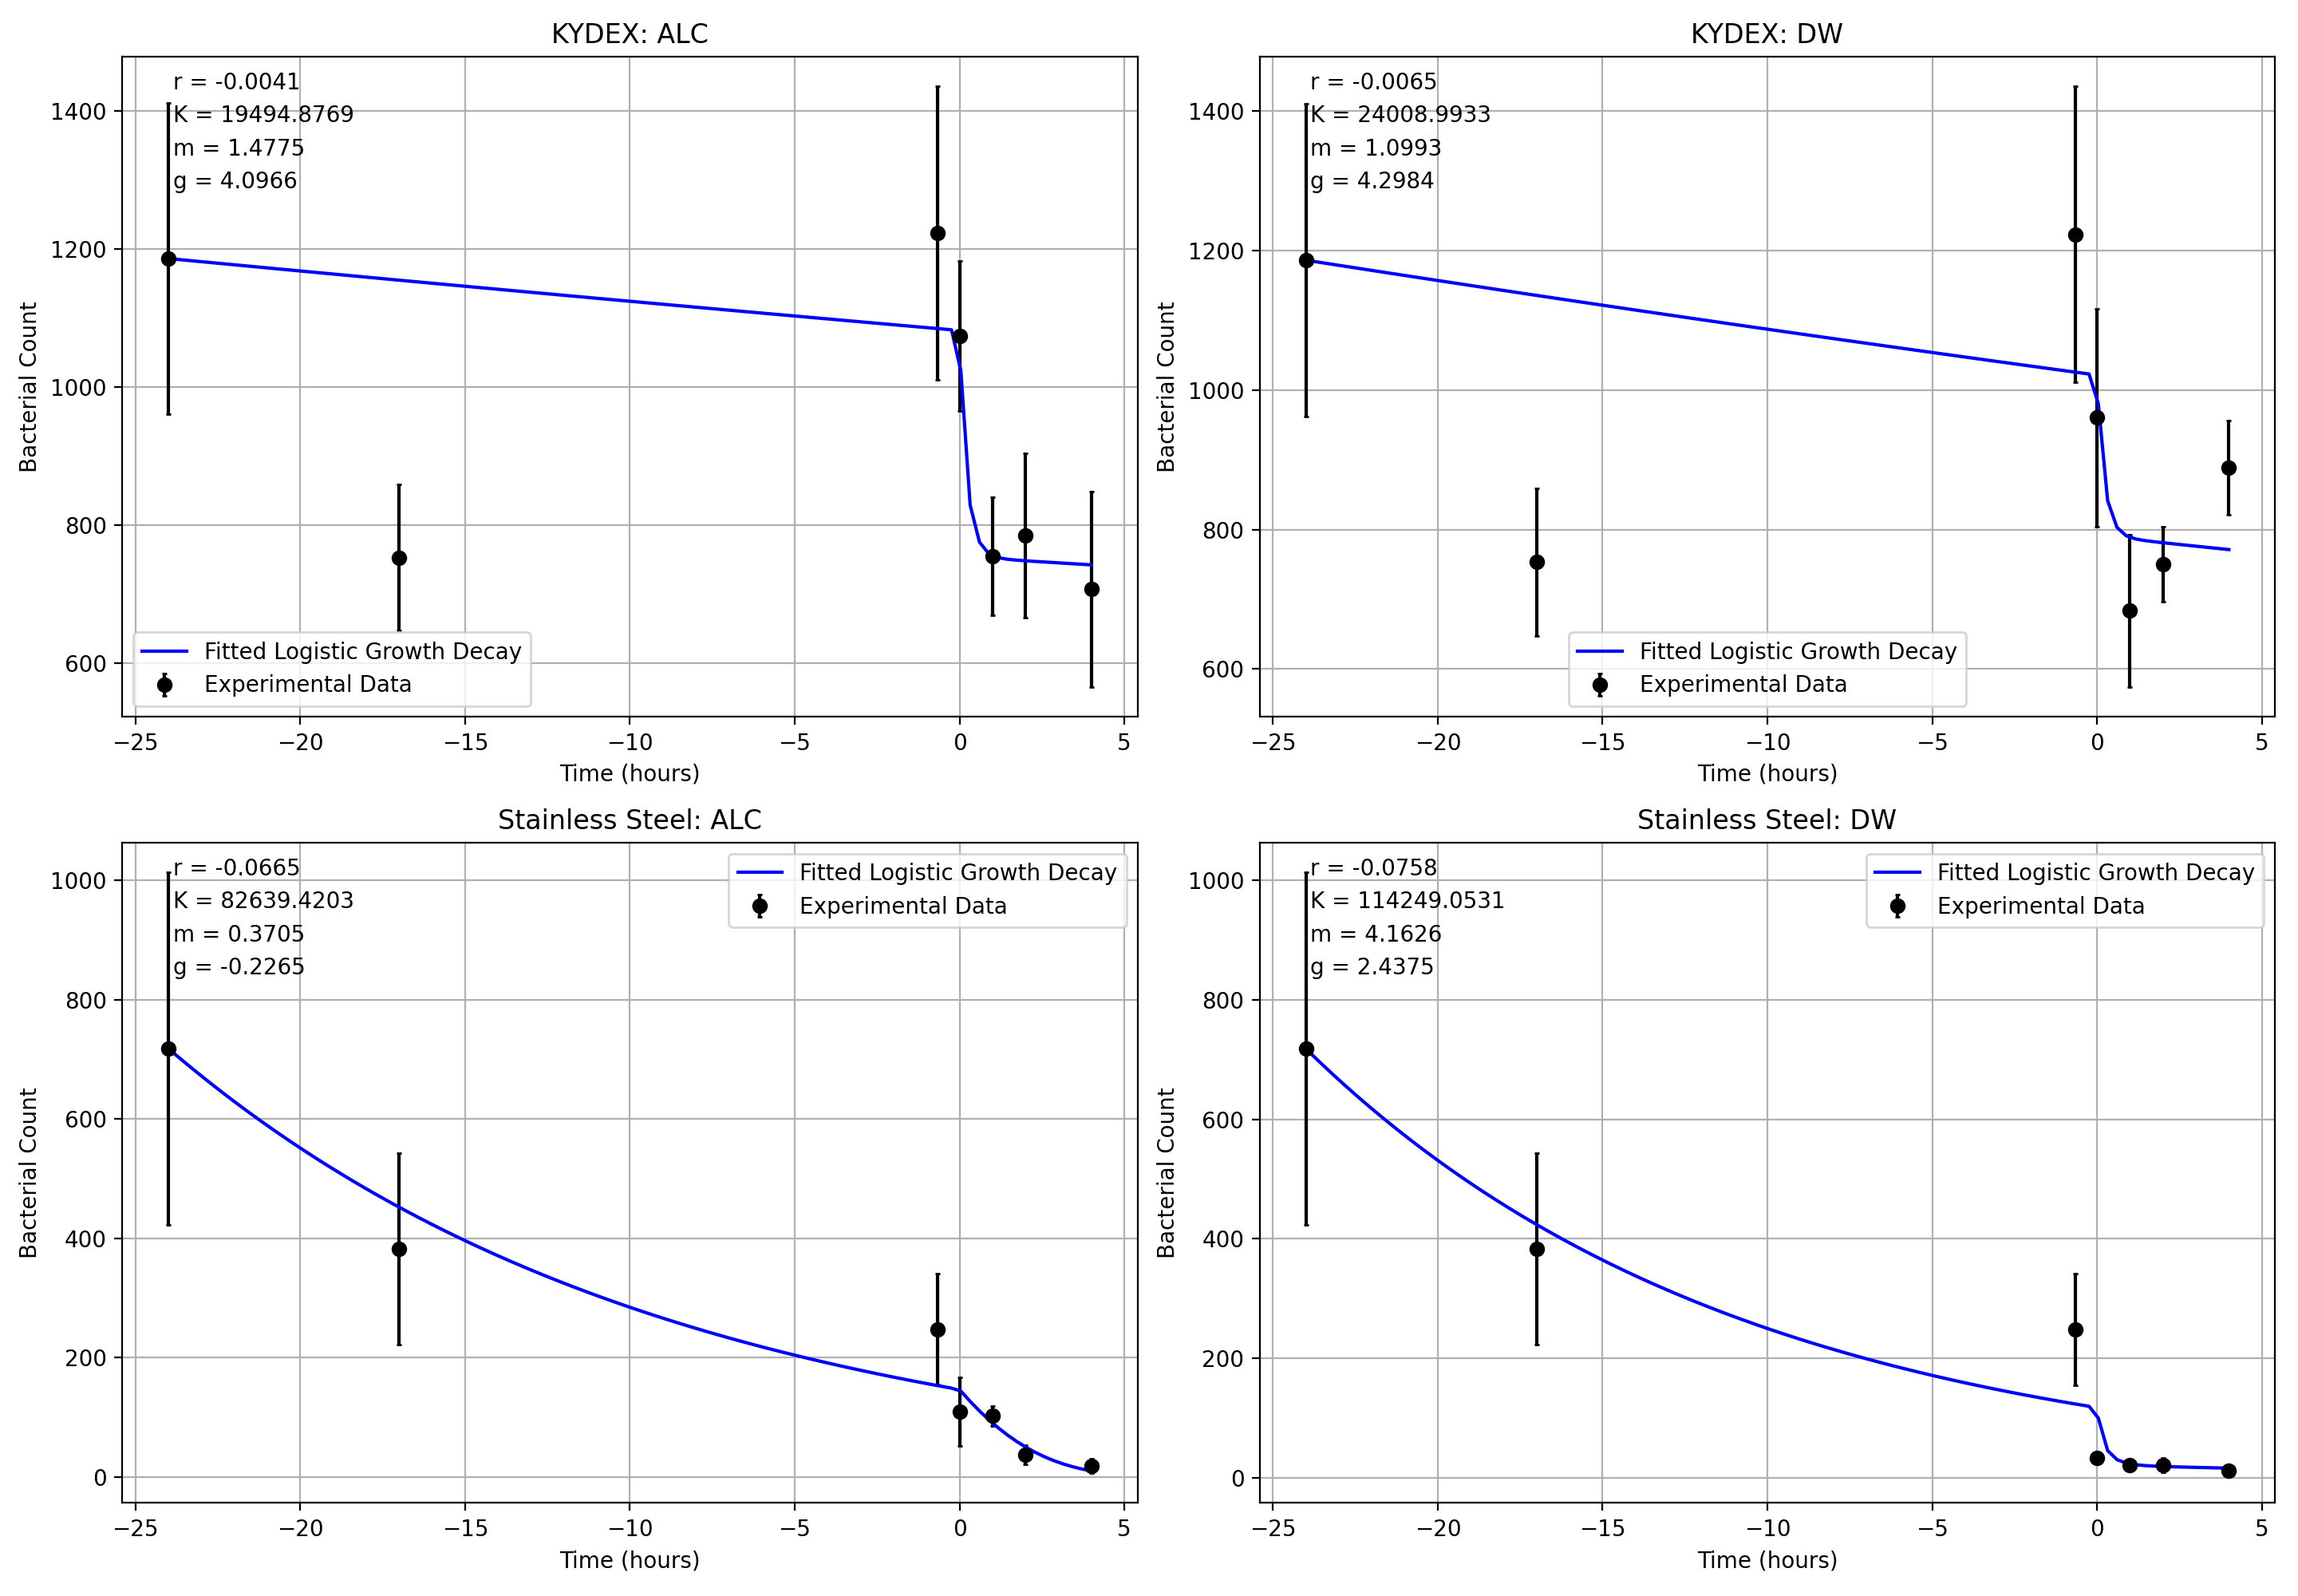 KYDEX: ALC
r = -0.0041
K = 19494.8769
m = 1.4775
g = 4.0966
1400
1200
1000
800
600
Bacterial Count
Fitted Logistic Growth Decay
Experimental Data
−25 −20 −15 −10 −5 0 5
Time (hours)
KYDEX: DW
r = -0.0065
K = 24008.9933
m = 1.0993
g = 4.2984
1400
1200
1000
800
600
Bacterial Count
Fitted Logistic Growth Decay
Experimental Data
−25 −20 −15 −10 −5 0 5
Time (hours)
Stainless Steel: ALC
r = -0.0665
K = 82639.4203
m = 0.3705
g = -0.2265
Fitted Logistic Growth Decay
Experimental Data
1000
800
600
400
200
0
Bacterial Count
−25 −20 −15 −10 −5 0 5
Time (hours)
Stainless Steel: DW
r = -0.0758
K = 114249.0531
m = 4.1626
g = 2.4375
Fitted Logistic Growth Decay
Experimental Data
1000
800
600
400
200
0
Bacterial Count
−25 −20 −15 −10 −5 0 5
Time (hours)